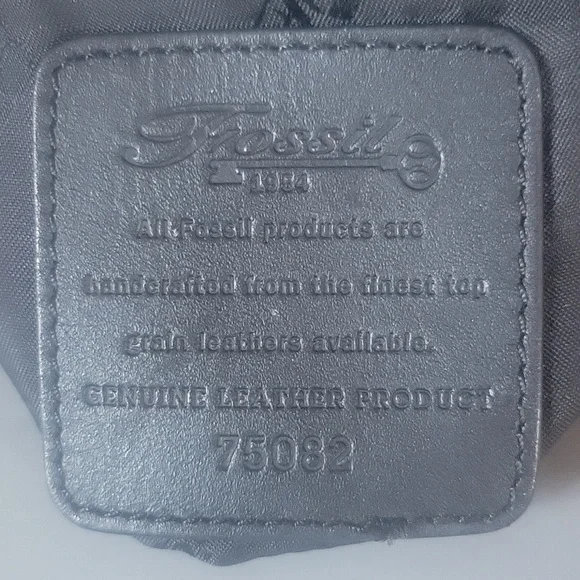 Fossil
1954
All Fossil products are
handcrafted from the finest top
grain leathers available.
GENUINE LEATHER PRODUCT
75082